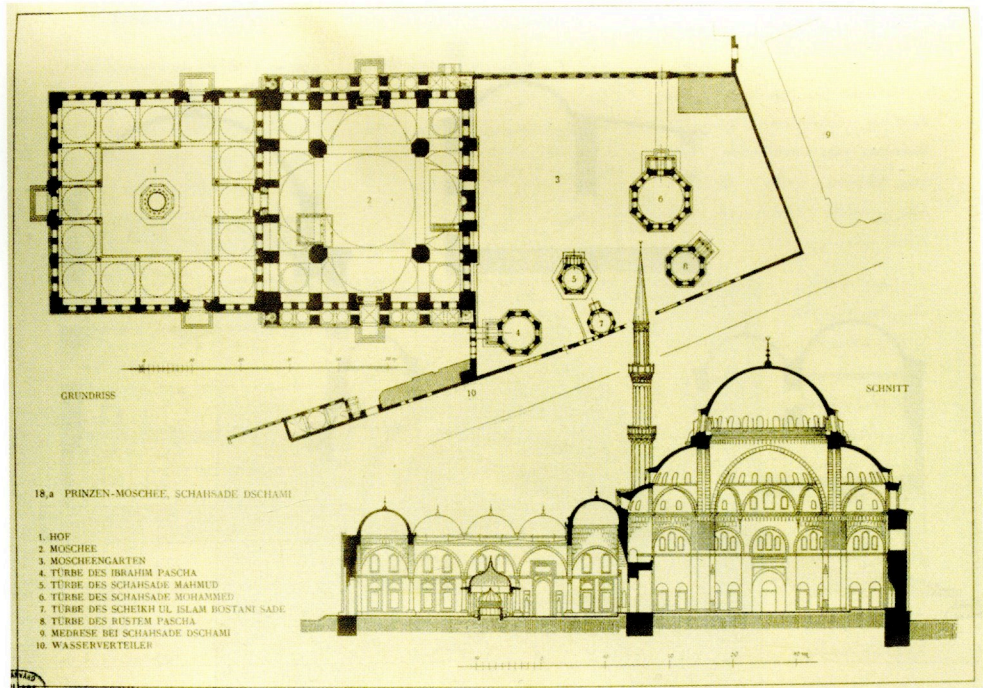 1
2
3
9
6
8
5
7
4
10
GRUNDRISS
SCHNITT
18,a PRINZEN-MOSCHEE, SCHAHSADE DSCHAMI
1. HOF
2. MOSCHEE
3. MOSCHEENGARTEN
4. TÜRBE DES IBRAHIM PASCHA
5. TÜRBE DES SCHAHSADE MAHMUD
6. TÜRBE DES SCHAHSADE MOHAMMED
7. TÜRBE DES SCHEIKH UL ISLAM BOSTANI SADE
8. TÜRBE DES RÜSTEM PASCHA
9. MEDRESE BEI SCHAHSADE DSCHAMI
10. WASSERVERTEILER